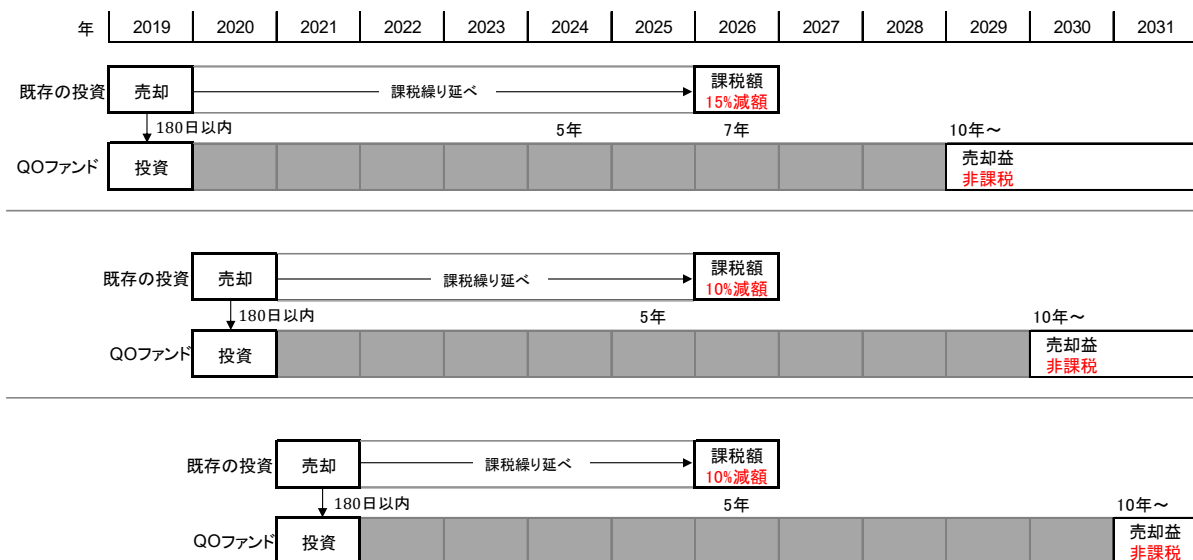 年 2019 2020 2021 2022 2023 2024 2025 2026 2027 2028 2029 2030 2031
既存の投資 売却 課税繰り延べ 課税額
15%減額
180日以内 5年 7年 10年～
QOファンド 投資 売却益
非課税
既存の投資 売却 課税繰り延べ 課税額
10%減額
180日以内 5年 10年～
QOファンド 投資 売却益
非課税
既存の投資 売却 課税繰り延べ 課税額
10%減額
180日以内 5年 10年～
QOファンド 投資 売却益
非課税